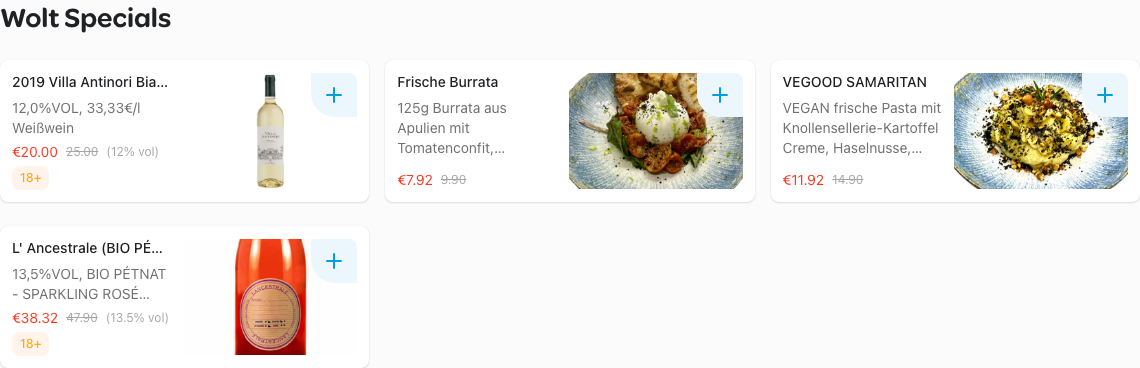 Wolt Specials
2019 Villa Antinori Bia...
12,0%VOL, 33,33€/l
Weißwein
€20.00 25.00 (12% vol)
18+
Frische Burrata
125g Burrata aus
Apulien mit
Tomatenconfit,...
€7.92 9.90
VEGOOD SAMARITAN
VEGAN frische Pasta mit
Knollensellerie-Kartoffel
Creme, Haselnusse,...
€11.92 14.90
L' Ancestrale (BIO PÉ...
13,5%VOL, BIO PÉTNAT
- SPARKLING ROSÉ...
€38.32 47.90 (13.5% vol)
18+
L'ANCESTRALE